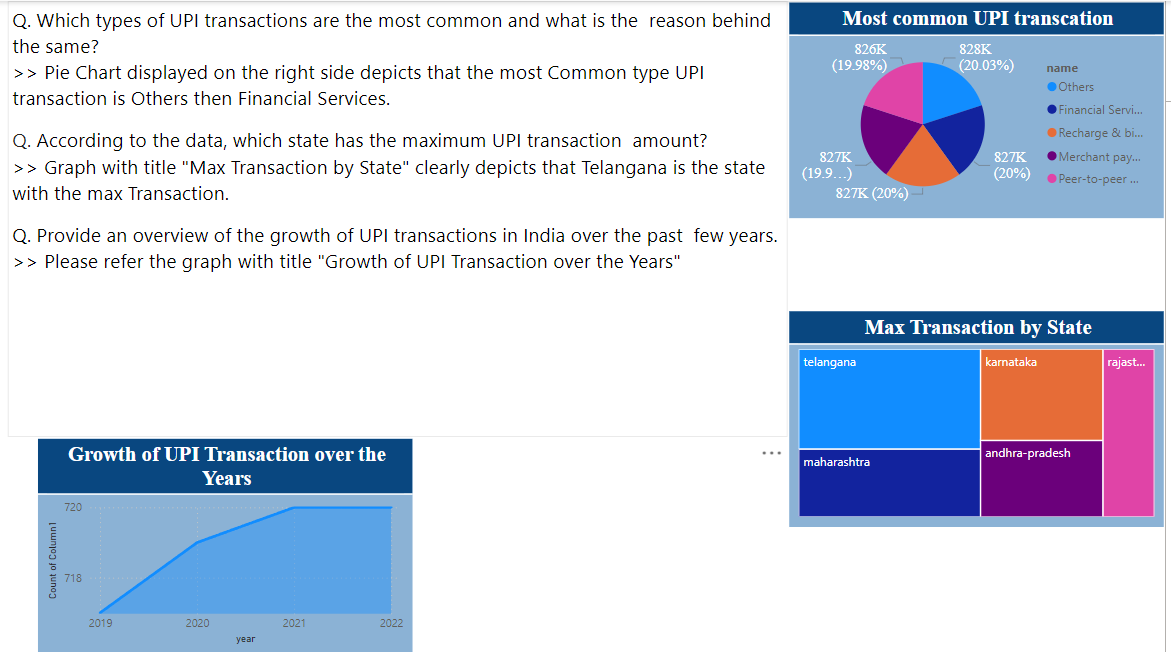 Q. Which types of UPI transactions are the most common and what is the reason behind
the same?
>> Pie Chart displayed on the right side depicts that the most Common type UPI
transaction is Others then Financial Services.
Q. According to the data, which state has the maximum UPI transaction amount?
>> Graph with title "Max Transaction by State" clearly depicts that Telangana is the state
with the max Transaction.
Q. Provide an overview of the growth of UPI transactions in India over the past few years.
>> Please refer the graph with title "Growth of UPI Transaction over the Years"
Most common UPI transcation
826K
(19.98%)
828K
(20.03%)
827K
(19.9...)
827K
(20%)
827K (20%)
name
Others
Financial Servi...
Recharge & bi...
Merchant pay...
Peer-to-peer ...
Max Transaction by State
telangana
karnataka
rajast...
maharashtra
andhra-pradesh
Growth of UPI Transaction over the
Years
720
718
Count of Column1
2019
2020
2021
2022
year